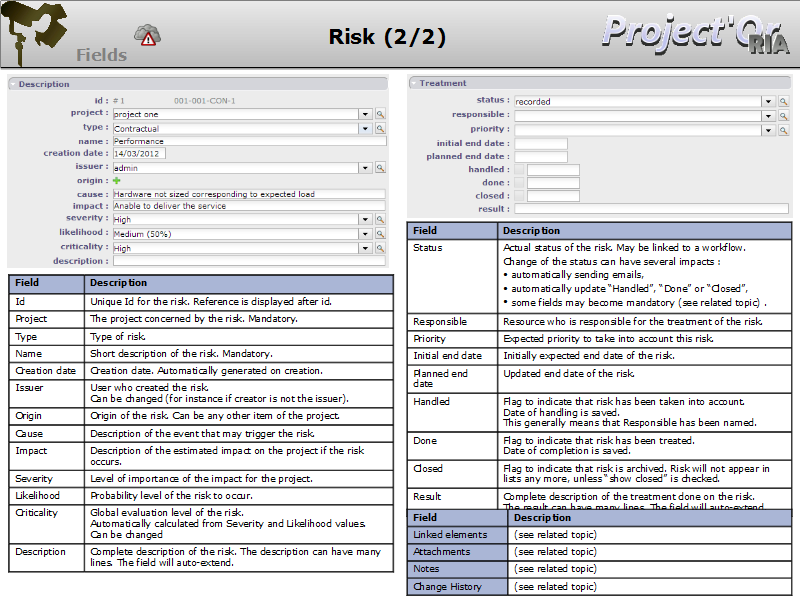 Fields
Risk (2/2)
Project'Or
RIA
Description
id : # 1 001-001-CON-1
project : project one
type : Contractual
name : Performance
creation date : 14/03/2012
issuer : admin
origin :
cause : Hardware not sized corresponding to expected load
impact : Anable to deliver the service
severity : High
likelihood : Medium (50%)
criticality : High
description :
Field Description
Id Unique Id for the risk. Reference is displayed after id.
Project The project concerned by the risk. Mandatory.
Type Type of risk.
Name Short description of the risk. Mandatory.
Creation date Creation date. Automatically generated on creation.
Issuer User who created the risk.
Can be changed (for instance if creator is not the issuer).
Origin Origin of the risk. Can be any other item of the project.
Cause Description of the event that may trigger the risk.
Impact Description of the estimated impact on the project if the risk
occurs.
Severity Level of importance of the impact for the project.
Likelihood Probability level of the risk to occur.
Criticality Global evaluation level of the risk.
Automatically calculated from Severity and Likelihood values.
Can be changed
Description Complete description of the risk. The description can have many
lines. The field will auto-extend.
Treatment
status : recorded
responsible :
priority :
initial end date :
planned end date :
handled :
done :
closed :
result :
Field Description
Status Actual status of the risk. May be linked to a workflow.
Change of the status can have several impacts :
• automatically sending emails,
• automatically update "Handled", "Done" or "Closed",
• some fields may become mandatory (see related topic) .
Responsible Resource who is responsible for the treatment of the risk.
Priority Expected priority to take into account this risk.
Initial end date Initially expected end date of the risk.
Planned end Updated end date of the risk.
date
Handled Flag to indicate that risk has been taken into account.
Date of handling is saved.
This generally means that Responsible has been named.
Done Flag to indicate that risk has been treated.
Date of completion is saved.
Closed Flag to indicate that risk is archived. Risk will not appear in
lists any more, unless "show closed" is checked.
Result Complete description of the treatment done on the risk.
The result can have many lines. The field will auto-extend.
Field Description
Linked elements (see related topic)
Attachments (see related topic)
Notes (see related topic)
Change History (see related topic)